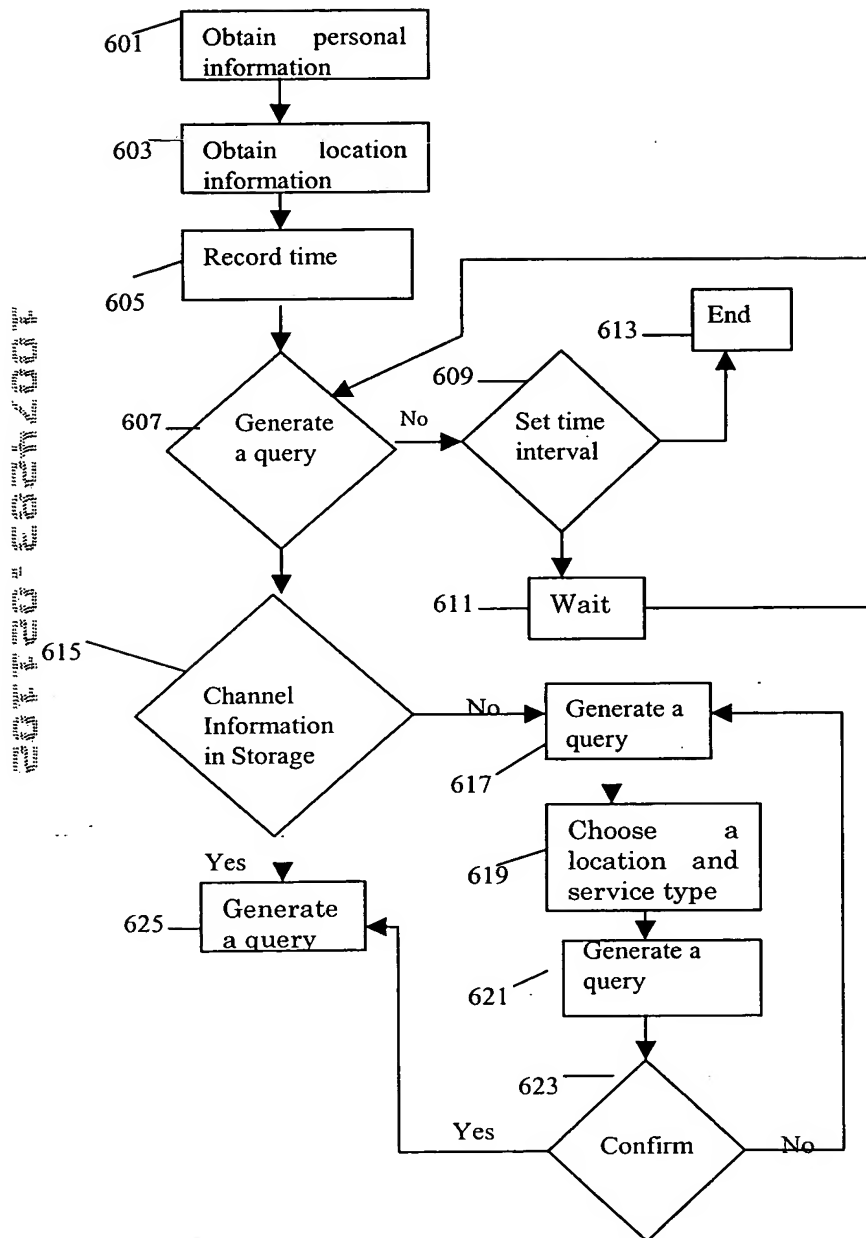 601
Obtain personal
information
603
Obtain location
information
Record time
605
End
613
609
607
Generate
a query
No
Set time
interval
611
Wait
615
Channel
Information
in Storage
No
Generate a
query
617
Choose a
location and
service type
619
Yes
Generate
a query
625
Generate a
query
621
623
Yes
Confirm
No